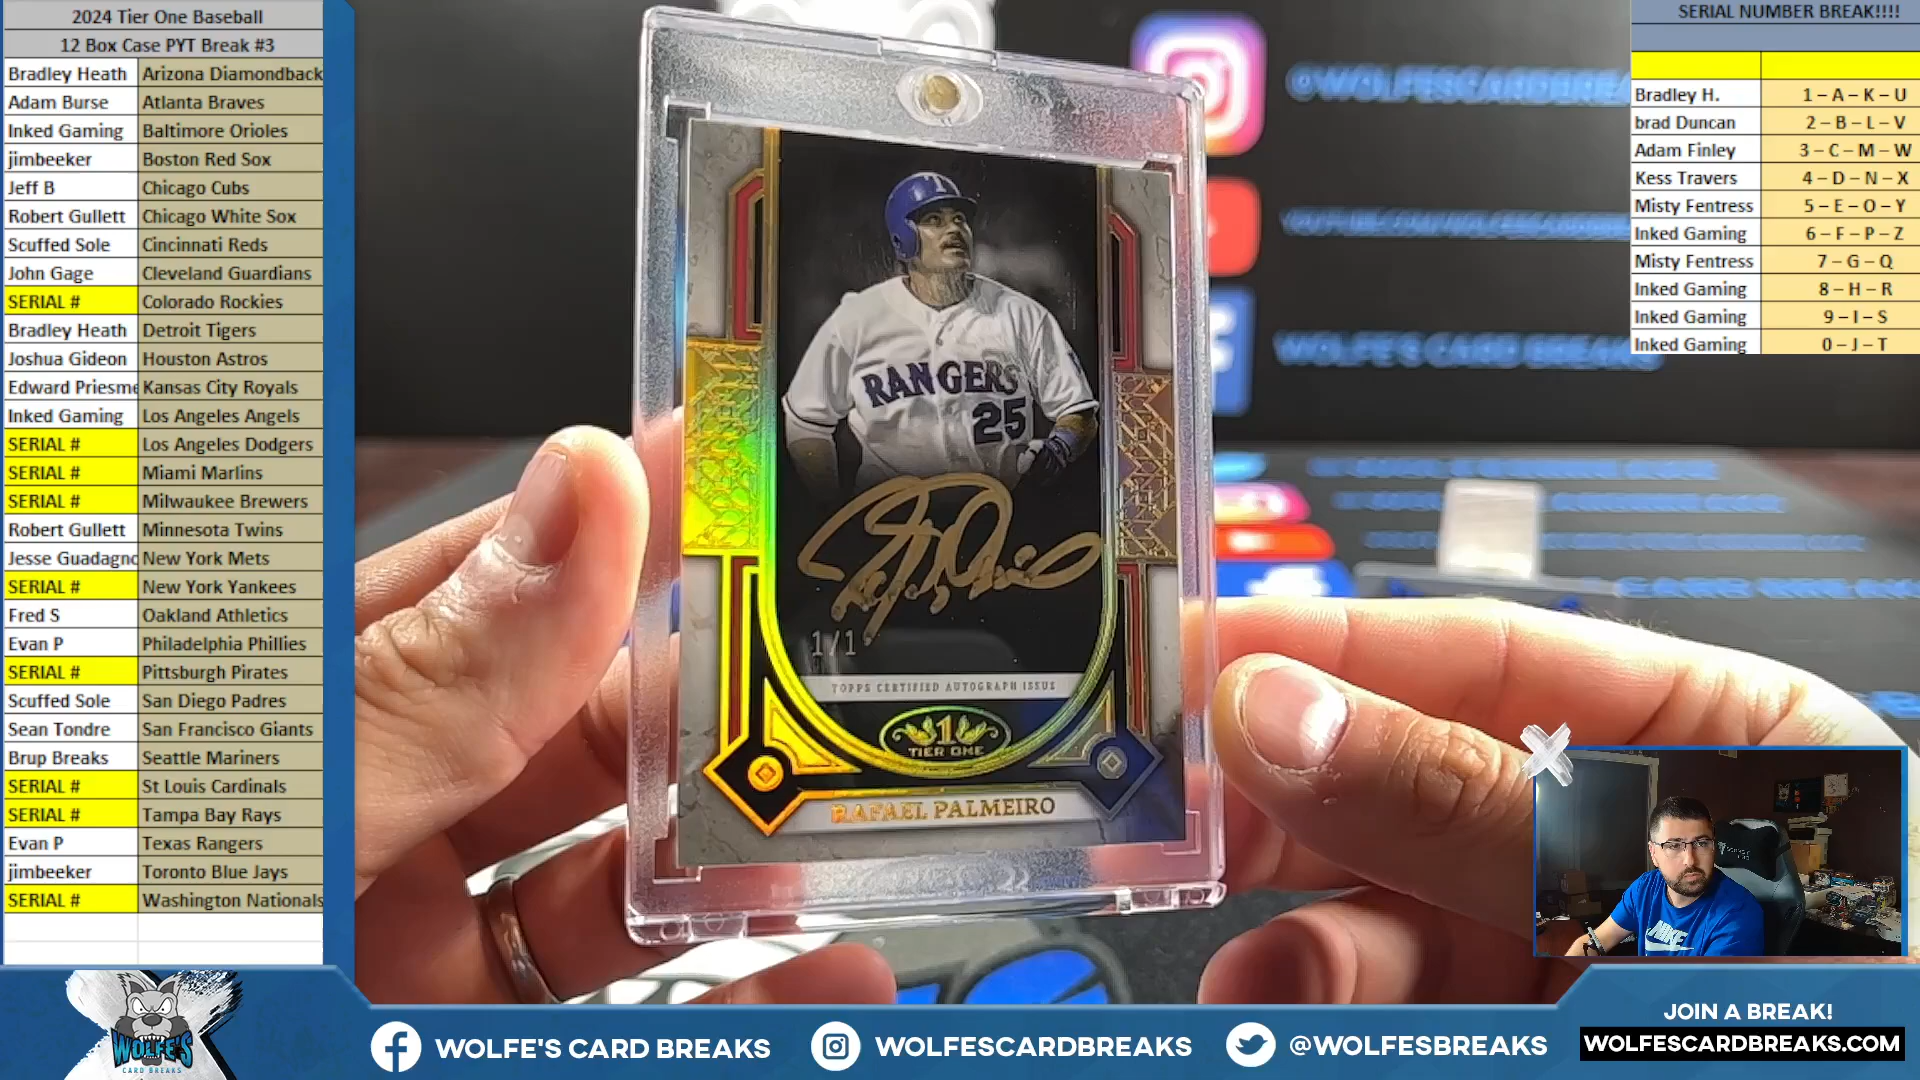 2024 Tier One Baseball
12 Box Case PYT Break #3
Bradley Heath Arizona Diamondback
Adam Burse Atlanta Braves
Inked Gaming Baltimore Orioles
jimbeeker Boston Red Sox
Jeff B Chicago Cubs
Robert Gullett Chicago White Sox
Scuffed Sole Cincinnati Reds
John Gage Cleveland Guardians
SERIAL # Colorado Rockies
Bradley Heath Detroit Tigers
Joshua Gideon Houston Astros
Edward Priesme Kansas City Royals
Inked Gaming Los Angeles Angels
SERIAL # Los Angeles Dodgers
SERIAL # Miami Marlins
SERIAL # Milwaukee Brewers
Robert Gullett Minnesota Twins
Jesse Guadagno New York Mets
SERIAL # New York Yankees
Fred S Oakland Athletics
Evan P Philadelphia Phillies
SERIAL # Pittsburgh Pirates
Scuffed Sole San Diego Padres
Sean Tondre San Francisco Giants
Brup Breaks Seattle Mariners
SERIAL # St Louis Cardinals
SERIAL # Tampa Bay Rays
Evan P Texas Rangers
jimbeeker Toronto Blue Jays
SERIAL # Washington Nationals
SERIAL NUMBER BREAK!!!!
Bradley H. 1 – A – K – U
brad Duncan 2 – B – L – V
Adam Finley 3 – C – M – W
Kess Travers 4 – D – N – X
Misty Fentress 5 – E – O – Y
Inked Gaming 6 – F – P – Z
Misty Fentress 7 – G – Q
Inked Gaming 8 – H – R
Inked Gaming 9 – I – S
Inked Gaming 0 – J – T
@WOLFESCARDBREA
WOLFE'S CARD BREAKS
T
RANGERS
25
1/1
TOPPS CERTIFIED AUTOGRAPH ISSUE
1
TIER ONE
RAFAEL PALMEIRO
NIKE
WOLFE'S
CARD BREAKS
WOLFE'S CARD BREAKS
WOLFESCARDBREAKS
@WOLFESBREAKS
JOIN A BREAK!
WOLFESCARDBREAKS.COM